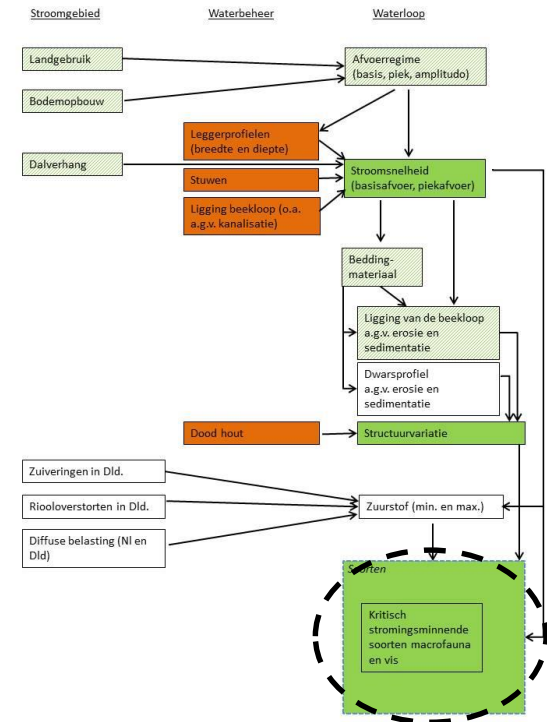 Stroomgebied
Waterbeheer
Waterloop
Landgebruik
Afvoerregime
(basis, piek, amplitudo)
Bodemopbouw
Leggerprofielen
(breedte en diepte)
Dalverhang
Stroomsnelheid
(basisafvoer, piekafvoer)
Stuwen
Ligging beekloop (o.a.
a.g.v. kanalisatie)
Bedding-
materiaal
Ligging van de beekloop
a.g.v. erosie en
sedimentatie
Dwarsprofiel
a.g.v. erosie en
sedimentatie
Dood hout
Structuurvariatie
Zuiveringen in Dld.
Riooloverstorten in Dld.
Zuurstof (min. en max.)
Diffuse belasting (Nl en
Dld)
Soorten
Kritisch
stromingsminnende
soorten macrofauna
en vis